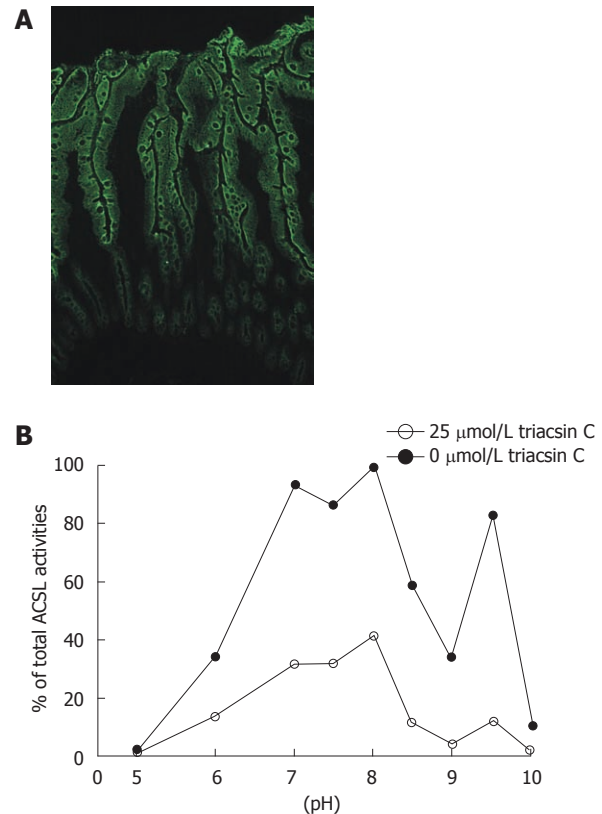 A
B
25 μmol/L triacsin C
0 μmol/L triacsin C
% of total ACSL activities
100
80
60
40
20
0
0 5 6 7 8 9 10
(pH)